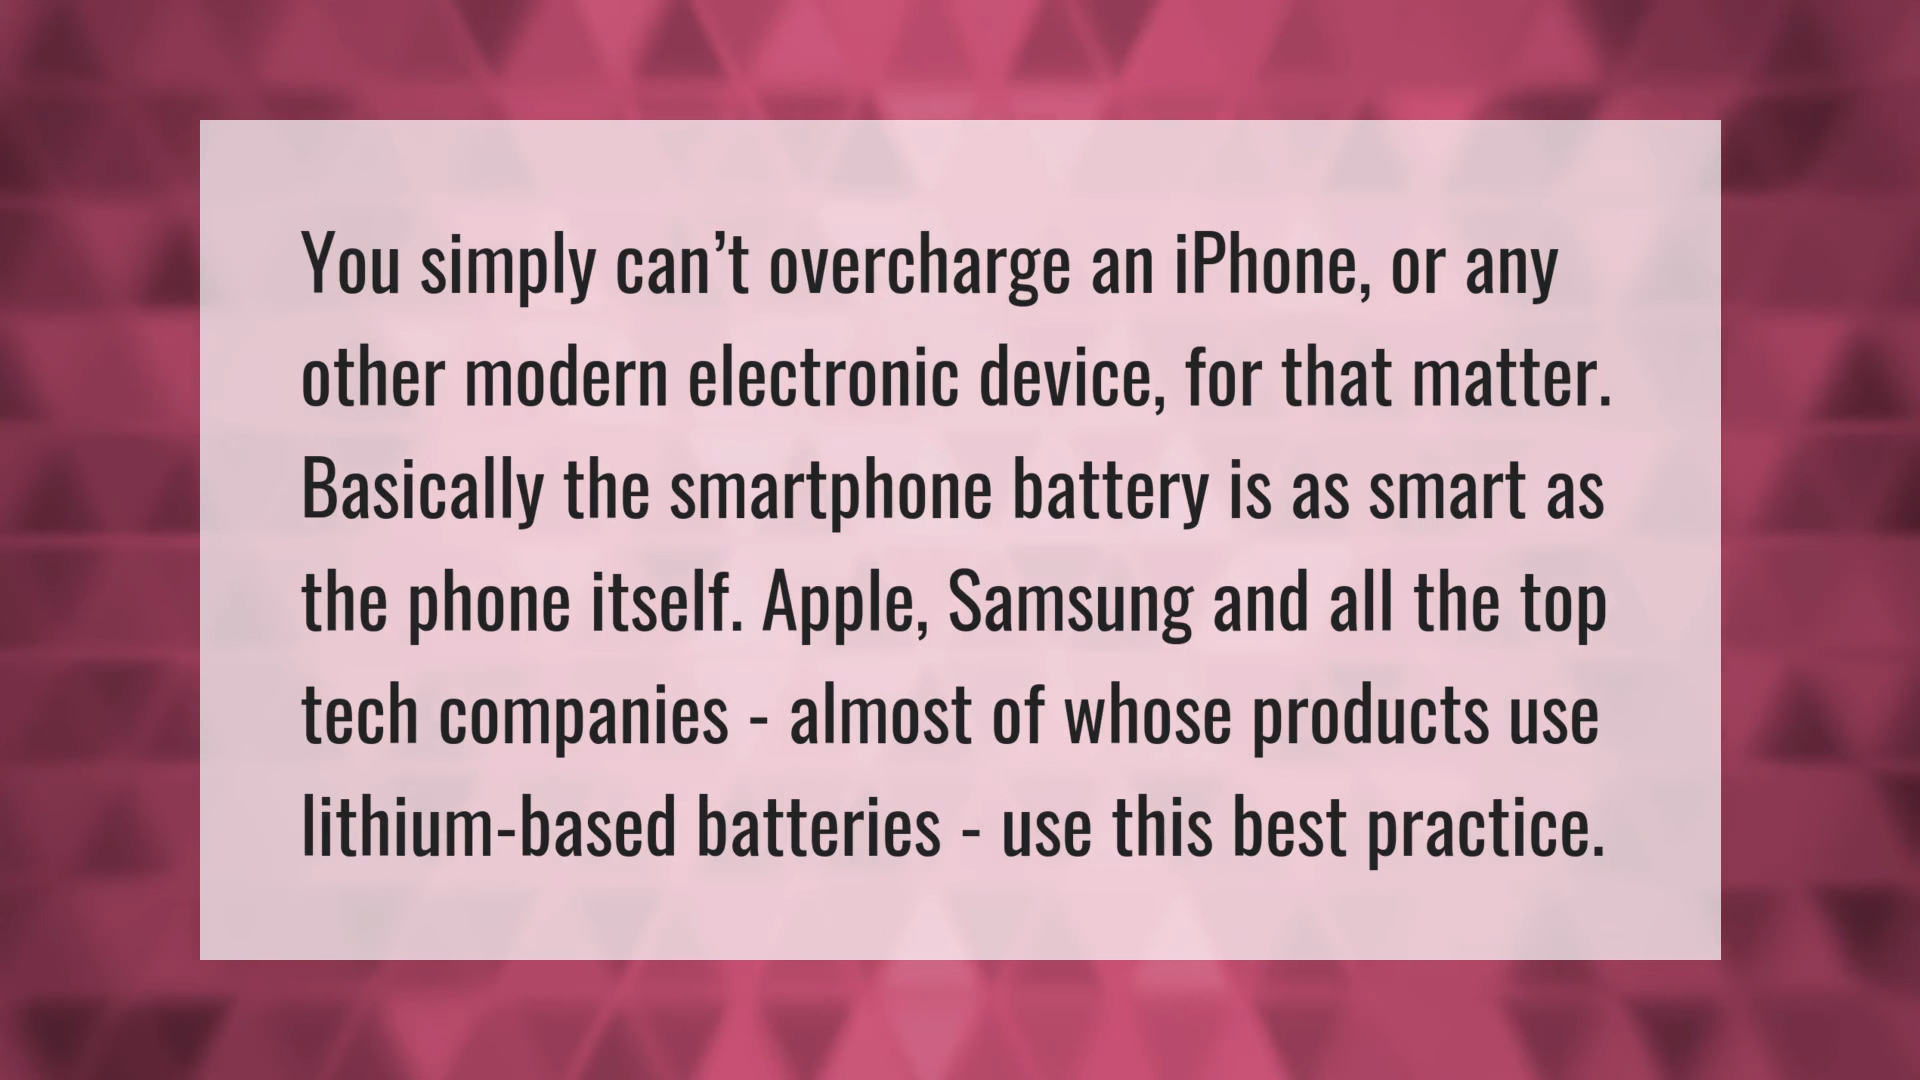 You simply can’t overcharge an iPhone, or any
other modern electronic device, for that matter.
Basically the smartphone battery is as smart as
the phone itself. Apple, Samsung and all the top
tech companies - almost of whose products use
lithium-based batteries - use this best practice.